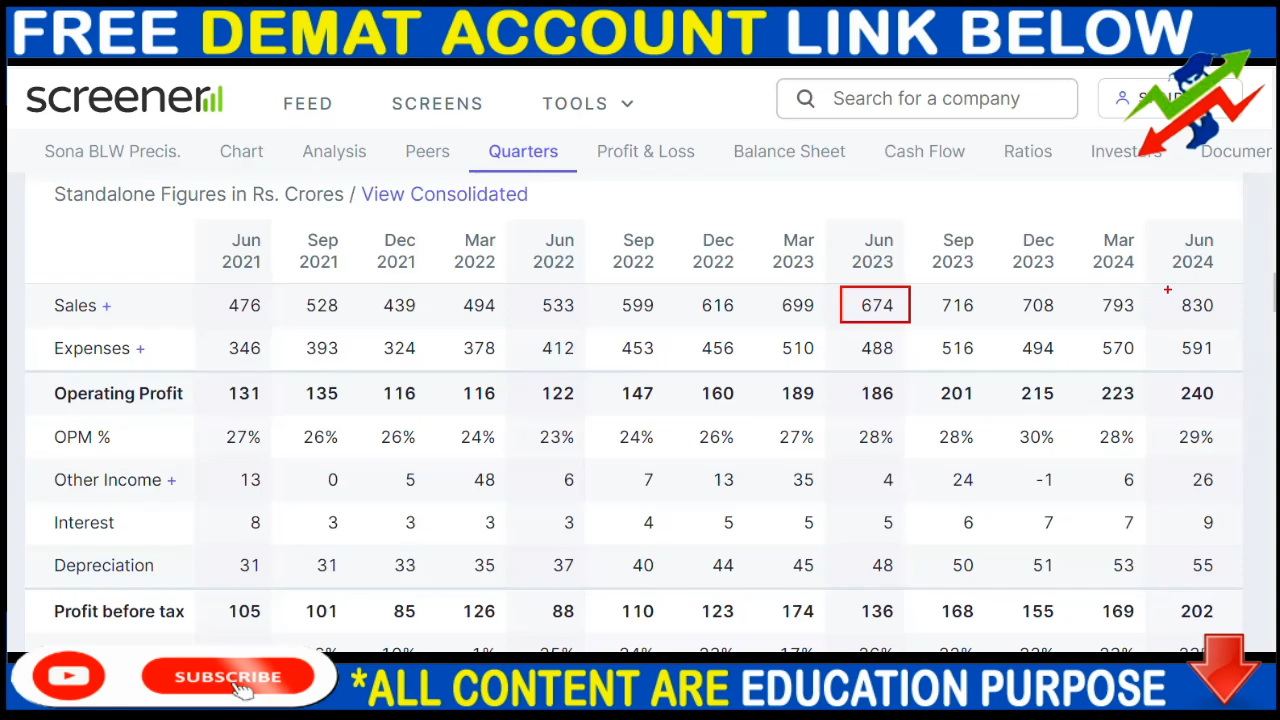 FREE DEMAT ACCOUNT LINK BELOW
screener FEED SCREENS TOOLS Search for a company
Sona BLW Precis. Chart Analysis Peers Quarters Profit & Loss Balance Sheet Cash Flow Ratios Investors Documen
Standalone Figures in Rs. Crores / View Consolidated
Jun 2021 Sep 2021 Dec 2021 Mar 2022 Jun 2022 Sep 2022 Dec 2022 Mar 2023 Jun 2023 Sep 2023 Dec 2023 Mar 2024 Jun 2024
Sales + 476 528 439 494 533 599 616 699 674 716 708 793 830
Expenses + 346 393 324 378 412 453 456 510 488 516 494 570 591
Operating Profit 131 135 116 116 122 147 160 189 186 201 215 223 240
OPM % 27% 26% 26% 24% 23% 24% 26% 27% 28% 28% 30% 28% 29%
Other Income + 13 0 5 48 6 7 13 35 4 24 -1 6 26
Interest 8 3 3 3 3 4 5 5 5 6 7 7 9
Depreciation 31 31 33 35 37 40 44 45 48 50 51 53 55
Profit before tax 105 101 85 126 88 110 123 174 136 168 155 169 202
SUBSCRIBE
*ALL CONTENT ARE EDUCATION PURPOSE